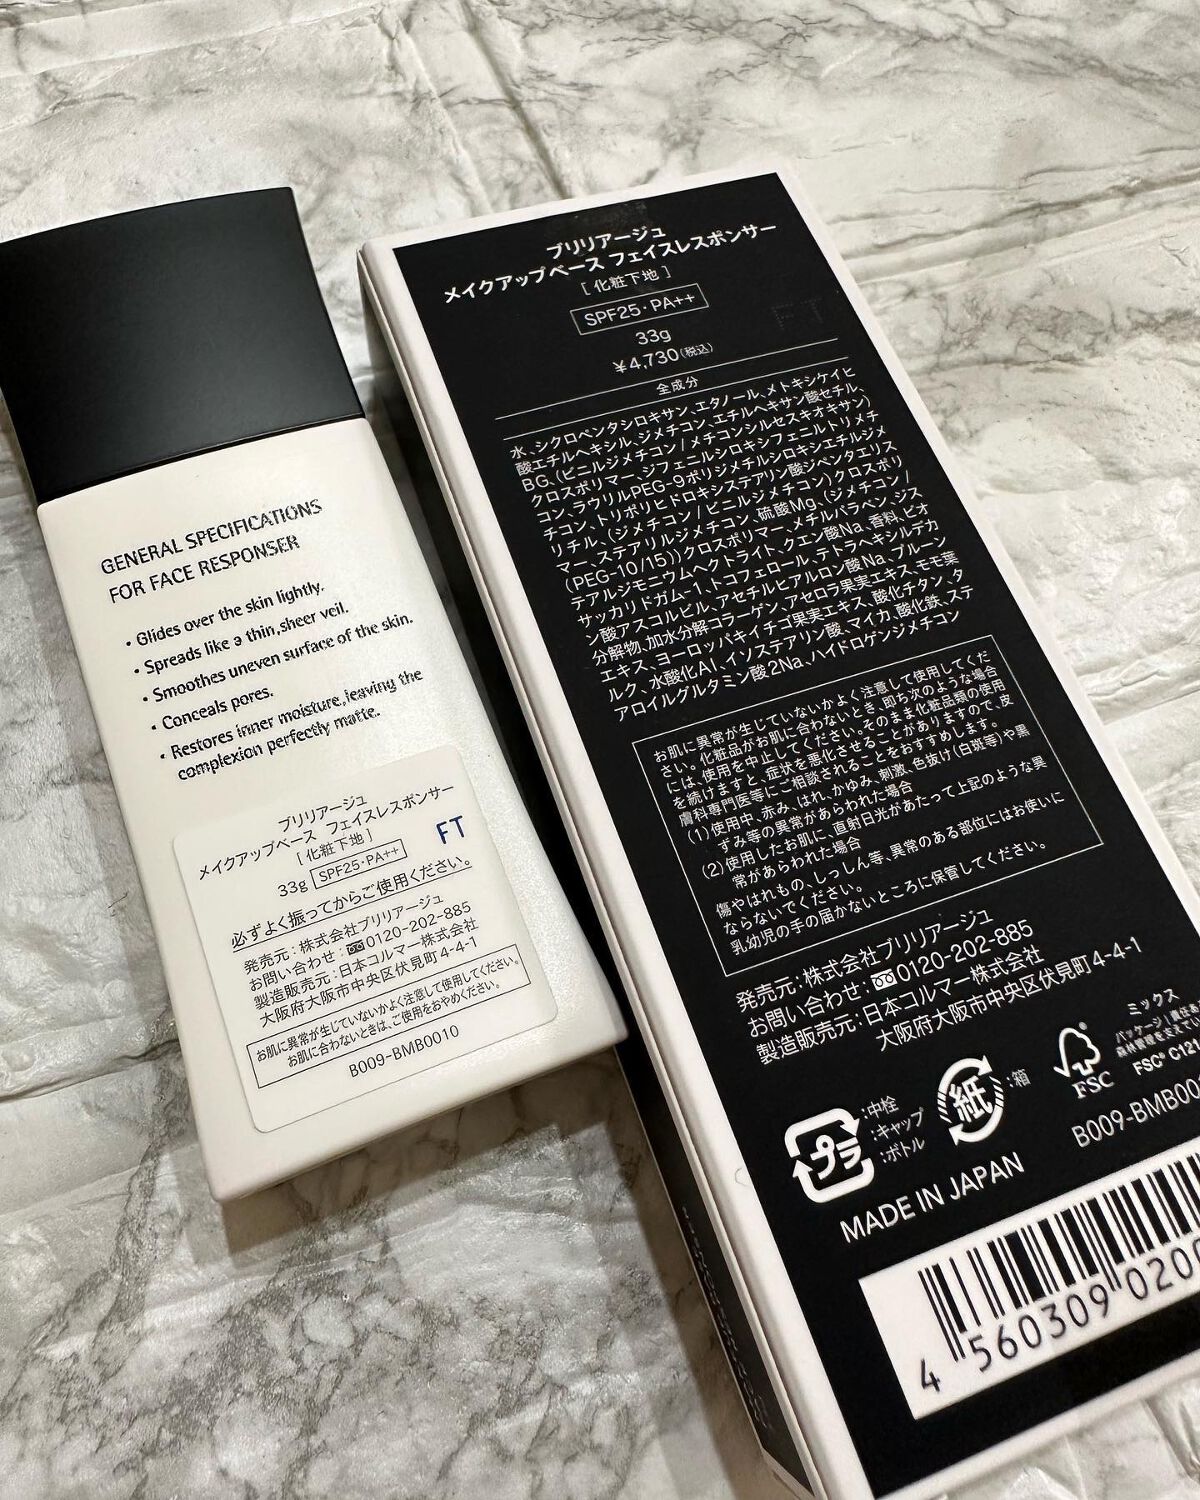 GENERAL SPECIFICATIONS
FOR FACE RESPONSER
• Glides over the skin lightly.
• Spreads like a thin,sheer veil.
• Smoothes uneven surface of the skin.
• Conceals pores.
• Restores inner moisture,leaving the
complexion perfectly matte.
ブリリアージュ
メイクアップベース フェイスレスポンサー
[化粧下地]
FT
33g SPF25・PA++
必ずよく振ってからご使用ください。
発売元:株式会社ブリリアージュ
お問い合わせ:0120-202-885
製造販売元:日本コルマー株式会社
大阪府大阪市中央区伏見町4-4-1
お肌に異常が生じていないかよく注意して使用してください。
お肌に合わないときは、ご使用をおやめください。
B009-BMB0010
ブリリアージュ
メイクアップベース フェイスレスポンサー
[化粧下地]
SPF25・PA++
FT
33g
¥4,730(税込)
全成分
水、シクロペンタシロキサン、エタノール、メトキシケイヒ
酸エチルヘキシル、ジメチコン、エチルヘキサン酸セチル、
BG、(ビニルジメチコン/メチコンシルセスキオキサン)
クロスポリマー、ジフェニルシロキシフェニルトリメチ
コン、ラウリルPEG-9ポリジメチルシロキシエチルジメ
チコン、トリポリヒドロキシステアリン酸ジペンタエリス
リチル、(ジメチコン/ビニルジメチコン)クロスポリ
マー、ステアリルジメチコン、硫酸Mg、(ジメチコン/
(PEG-10/15))クロスポリマー、メチルパラベン、ジス
テアルジモニウムヘクトライト、クエン酸Na、香料、ビオ
サッカリドガム-1、トコフェロール、テトラヘキシルデカ
ン酸アスコルビル、アセチルヒアルロン酸Na、プルーン
分解物、加水分解コラーゲン、アセロラ果実エキス、モモ葉
エキス、ヨーロッパキイチゴ果実エキス、酸化チタン、タ
ルク、水酸化Al、イソステアリン酸、マイカ、酸化鉄、ステ
アロイルグルタミン酸2Na、ハイドロゲンジメチコン
お肌に異常が生じていないかよく注意して使用してくだ
さい。化粧品がお肌に合わないとき、即ち次のような場合
には、使用を中止してください。そのまま化粧品類の使用
を続けますと、症状を悪化させることがありますので、皮
膚科専門医等にご相談されることをおすすめします。
(1)使用中、赤み、はれ、かゆみ、刺激、色抜け(白斑等)や黒
ずみ等の異常があらわれた場合
(2)使用したお肌に、直射日光があたって上記のような異
常があらわれた場合
傷やはれもの、しっしん等、異常のある部位にはお使いに
ならないでください。
乳幼児の手の届かないところに保管してください。
発売元:株式会社ブリリアージュ
お問い合わせ:0120-202-885
製造販売元:日本コルマー株式会社
大阪府大阪市中央区伏見町4-4-1
プラ
:中栓
:キャップ
:ボトル
紙
:箱
FSC
ミックス
FSC® C121
B009-BMB00
MADE IN JAPAN
4 560309 020